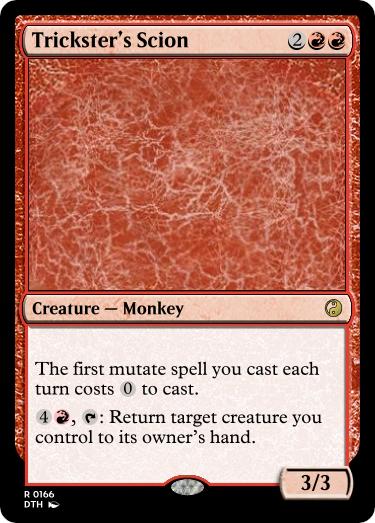 Trickster's Scion 2
Creature — Monkey
The first mutate spell you cast each
turn costs 0 to cast.
4 , : Return target creature you
control to its owner's hand.
3/3
R 0166
DTH